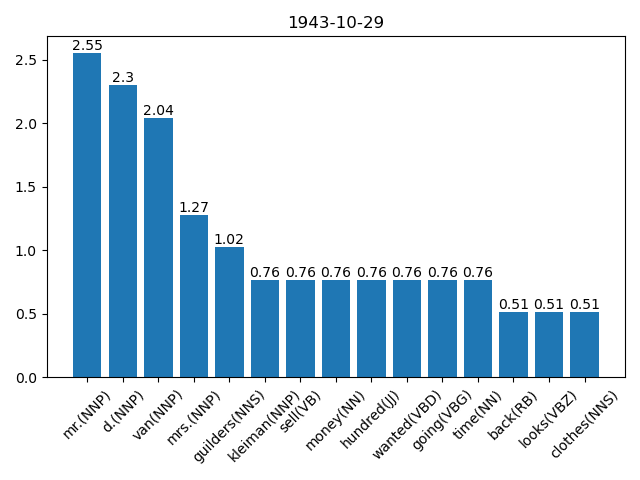 1943-10-29
2.5
2.0
1.5
1.0
0.5
0.0
2.55
2.3
2.04
1.27
1.02
0.76
0.76
0.76
0.76
0.76
0.76
0.76
0.51
0.51
0.51
mr.(NNP)
d.(NNP)
van(NNP)
mrs.(NNP)
guilders(NNS)
kleiman(NNP)
sell(VB)
money(NN)
hundred(JJ)
wanted(VBD)
going(VBG)
time(NN)
back(RB)
looks(VBZ)
clothes(NNS)